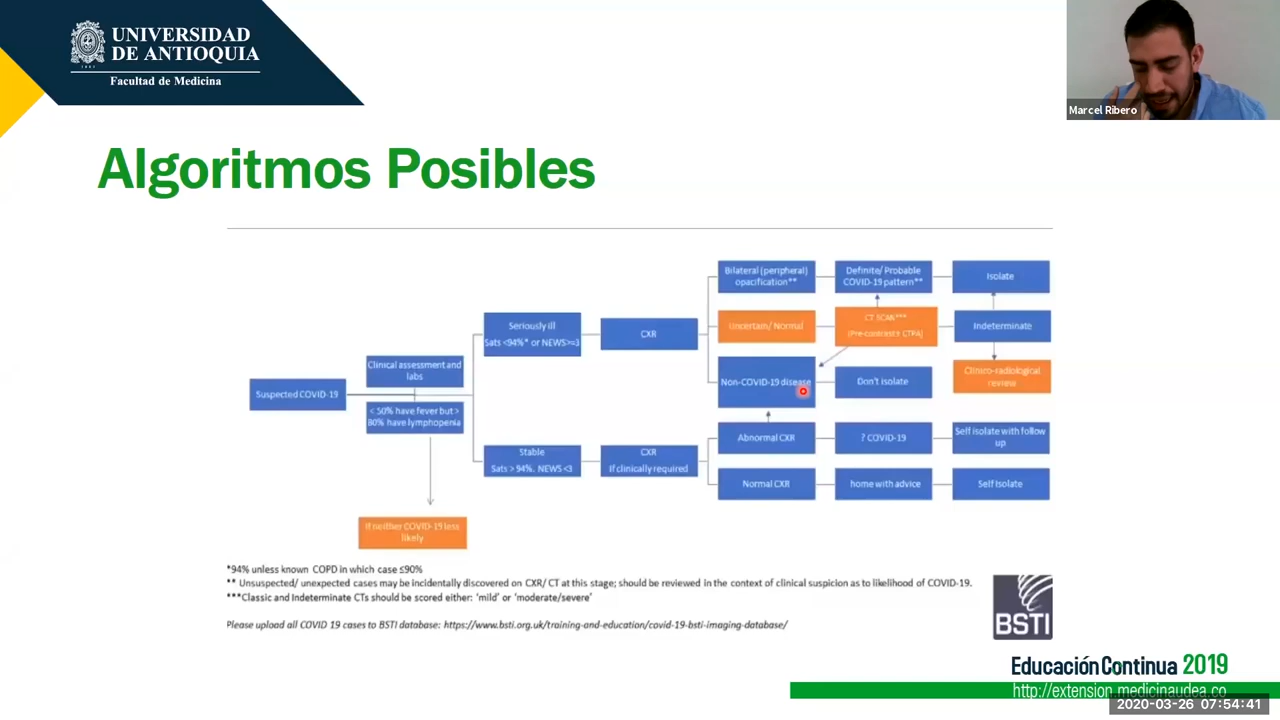 UNIVERSIDAD
DE ANTIOQUIA
Facultad de Medicina
Marcel Ribero
Algoritmos Posibles
Suspected COVID-19
Clinical assessment and
labs
< 50% have fever but >
80% have lymphopenia
If neither COVID-19 less
likely
Seriously ill
Sats <94%* or NEWS>=3
CXR
Stable
Sats > 94%. NEWS <3
CXR
If clinically required
Bilateral (peripheral)
opacification**
Definite/ Probable
COVID-19 pattern**
Isolate
Uncertain/ Normal
CT SCAN***
(Pre-contrast± CTPA)
Indeterminate
Non-COVID-19 disease
Don't isolate
Clinico-radiological
review
Abnormal CXR
? COVID-19
Self isolate with follow
up
Normal CXR
home with advice
Self Isolate
*94% unless known COPD in which case ≤90%
** Unsuspected/ unexpected cases may be incidentally discovered on CXR/ CT at this stage; should be reviewed in the context of clinical suspicion as to likelihood of COVID-19.
***Classic and Indeterminate CTs should be scored either: 'mild' or 'moderate/severe'
Please upload all COVID 19 cases to BSTI database: https://www.bsti.org.uk/training-and-education/covid-19-bsti-imaging-database/
BSTI
Educación Continua 2019
http://extension.medicinaudea.co
2020-03-26 07:54:41